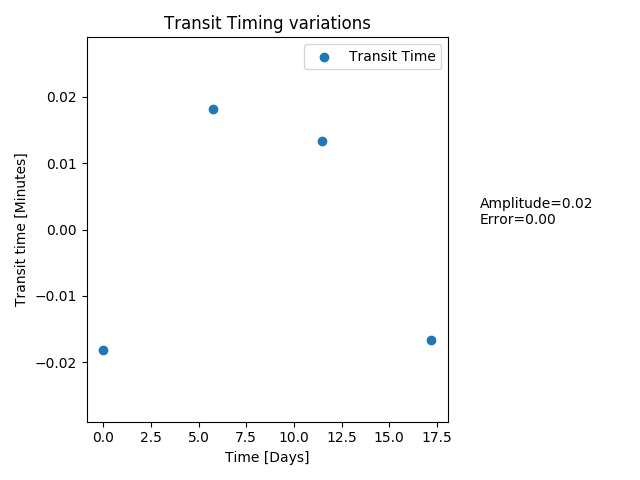 Transit Timing variations
Transit Time
0.02
0.01
0.00
−0.01
−0.02
Transit time [Minutes]
0.0 2.5 5.0 7.5 10.0 12.5 15.0 17.5
Time [Days]
Amplitude=0.02
Error=0.00